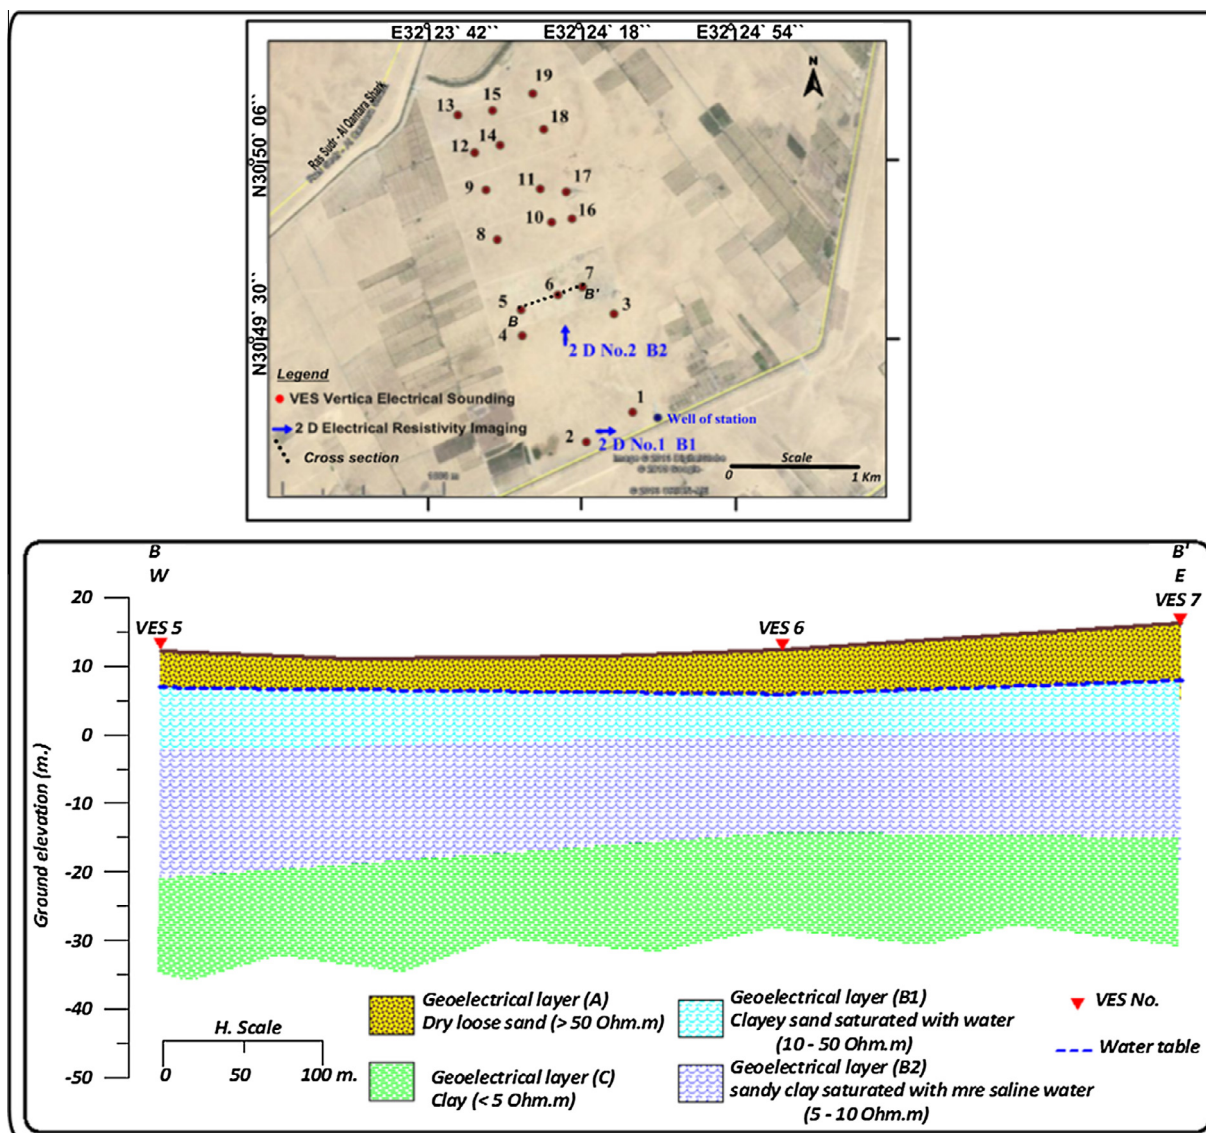 E32° 23` 42`` E32° 24` 18`` E32° 24` 54``
N30° 50` 06``
N30° 49` 30``
Ras Sudr - Al Qantara Shark
N
19
15
13
18
14
12
11
17
9
10
16
8
7
6
B'
5
3
B
4
2 D No.2 B2
Legend
VES Vertica Electrical Sounding
2 D Electrical Resistivity Imaging
Cross section
1
Well of station
2
2 D No.1 B1
Scale
0 1 Km
B B'
W E
VES 5 VES 6 VES 7
Ground elevation (m.)
20
10
0
-10
-20
-30
-40
-50
H. Scale
0 50 100 m.
Geoelectrical layer (A)
Dry loose sand (> 50 Ohm.m)
Geoelectrical layer (C)
Clay (< 5 Ohm.m)
Geoelectrical layer (B1)
Clayey sand saturated with water
(10 - 50 Ohm.m)
Geoelectrical layer (B2)
sandy clay saturated with mre saline water
(5 - 10 Ohm.m)
VES No.
Water table